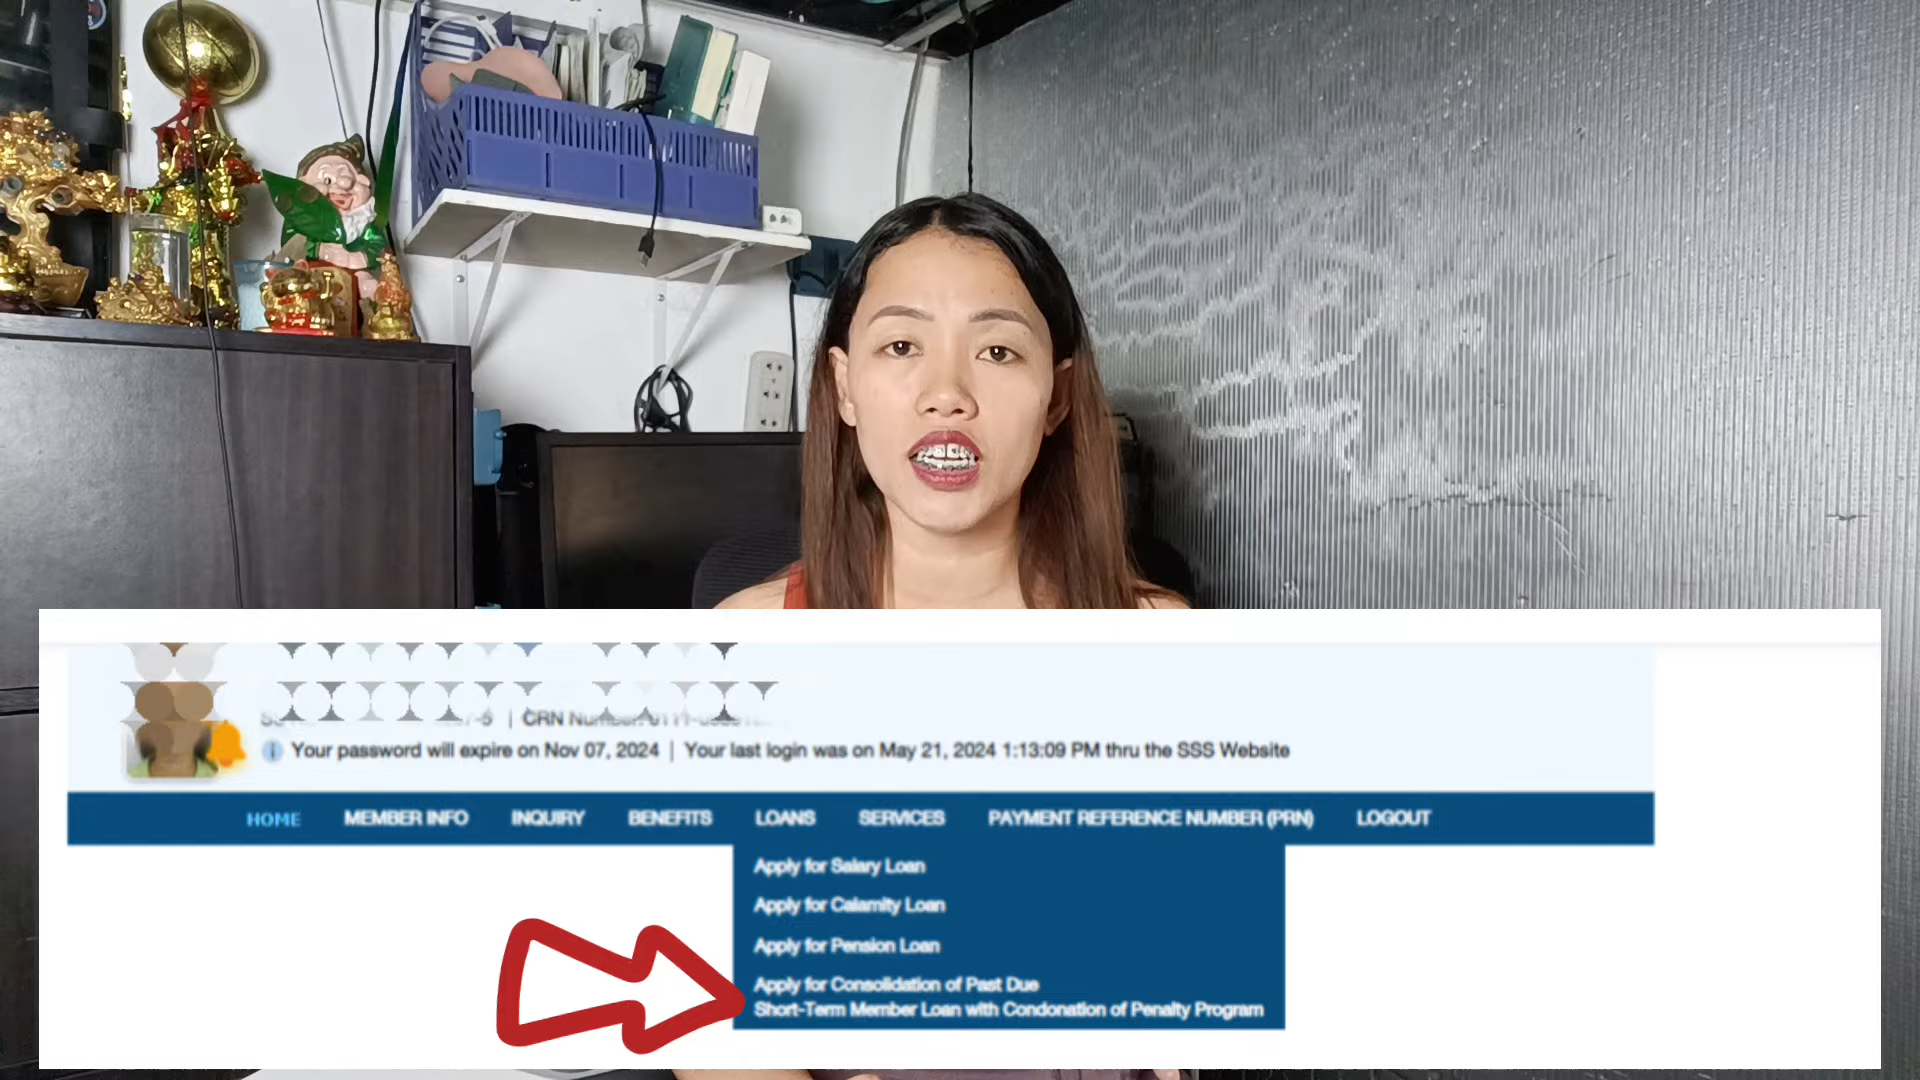 CRN Number:
Your password will expire on Nov 07, 2024 | Your last login was on May 21, 2024 1:13:09 PM thru the SSS Website
HOME MEMBER INFO INQUIRY BENEFITS LOANS SERVICES PAYMENT REFERENCE NUMBER (PRN) LOGOUT
Apply for Salary Loan
Apply for Calamity Loan
Apply for Pension Loan
Apply for Consolidation of Past Due
Short-Term Member Loan with Condonation of Penalty Program